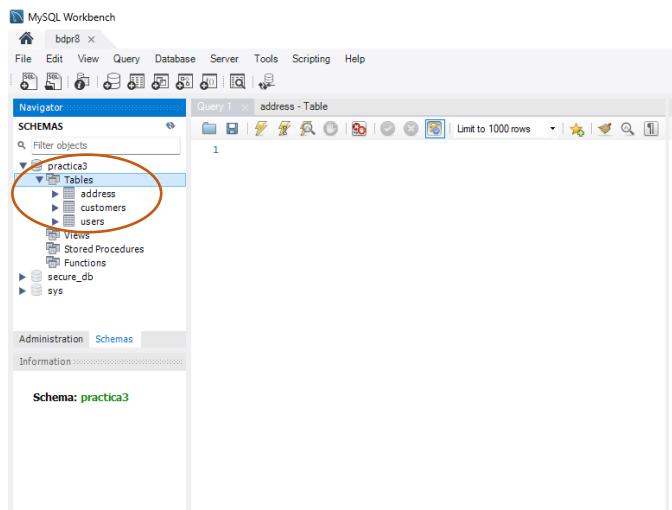 MySQL Workbench
bdpr8 ×
File Edit View Query Database Server Tools Scripting Help
Navigator
Query 1 × address - Table
SCHEMAS
Limit to 1000 rows
Filter objects
1
practica3
Tables
address
customers
users
Views
Stored Procedures
Functions
secure_db
sys
Administration Schemas
Information
Schema: practica3